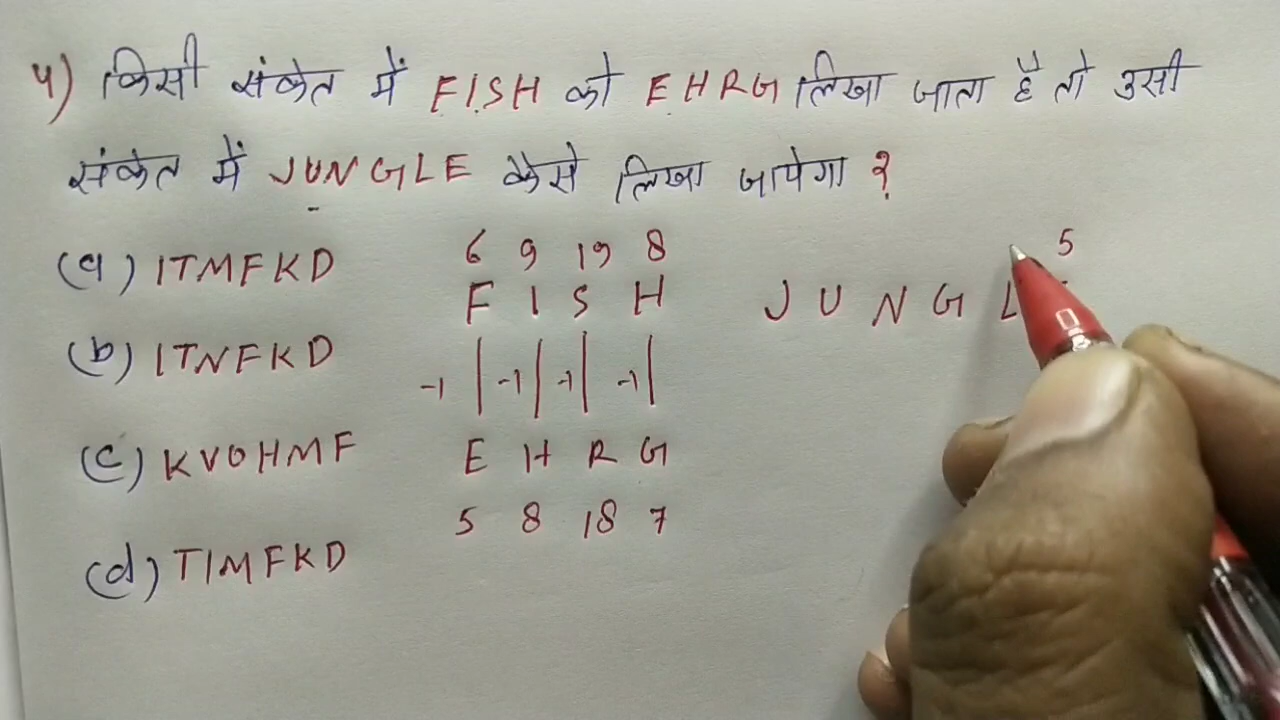 4) किसी संकेत में FISH को EHRG लिखा जाता है तो उसी
संकेत में JUNGLE कैसे लिखा जायेगा ?
(a) ITMFKD
(b) ITNFKD
(c) KVOHMF
(d) TIMFKD
6 9 19 8
F I S H
-1 -1 -1 -1
E H R G
5 8 18 7
5
J U N G L